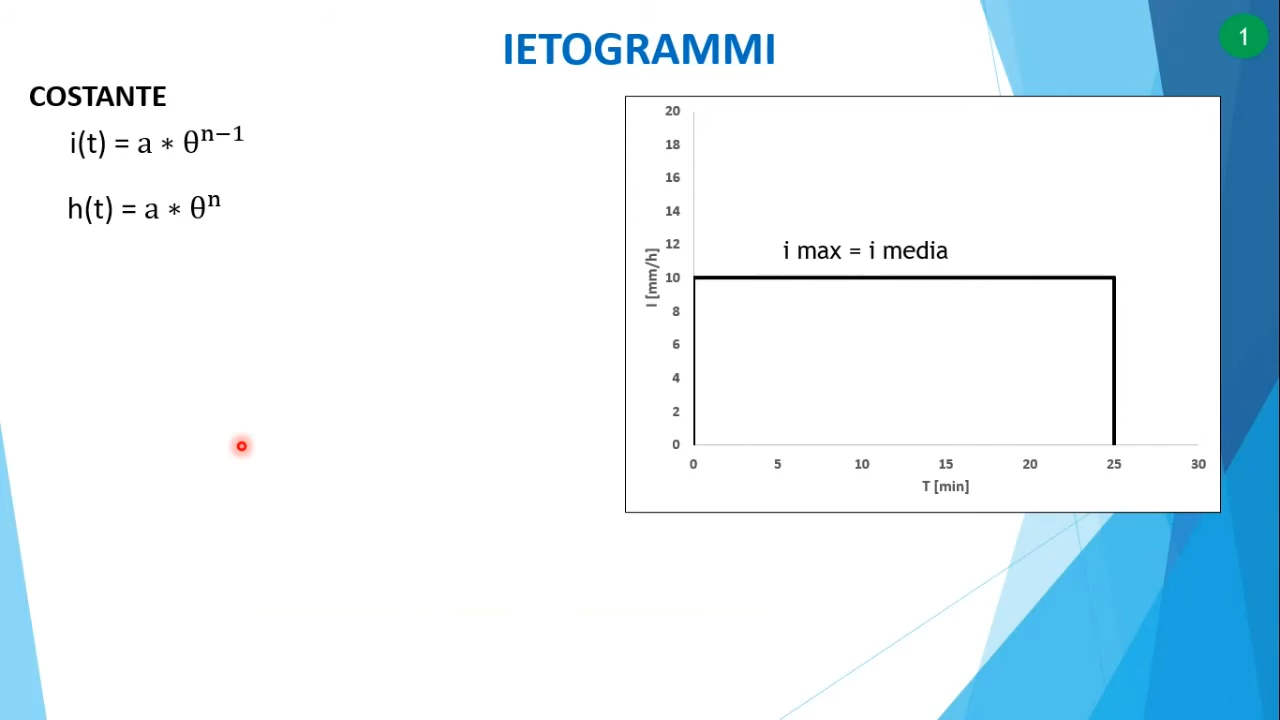 IETOGRAMMI
1
COSTANTE
i(t) = a ∗ θⁿ⁻¹
h(t) = a ∗ θⁿ
20
18
16
14
12
10
8
6
4
2
0
I [mm/h]
i max = i media
0 5 10 15 20 25 30
T [min]